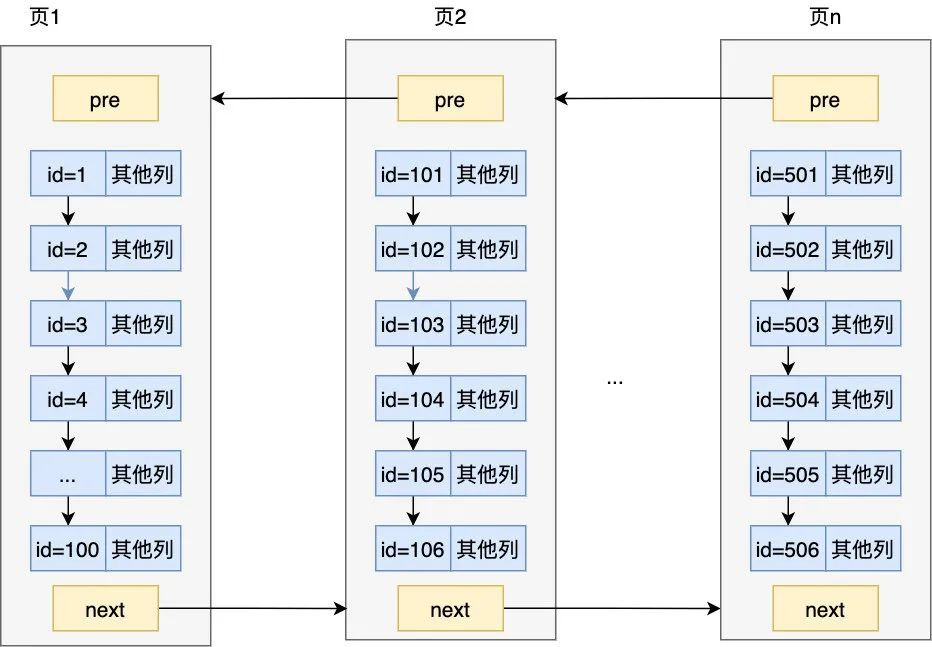 页1
pre
id=1 其他列
id=2 其他列
id=3 其他列
id=4 其他列
... 其他列
id=100 其他列
next
页2
pre
id=101 其他列
id=102 其他列
id=103 其他列
id=104 其他列
id=105 其他列
id=106 其他列
next
...
页n
pre
id=501 其他列
id=502 其他列
id=503 其他列
id=504 其他列
id=505 其他列
id=506 其他列
next